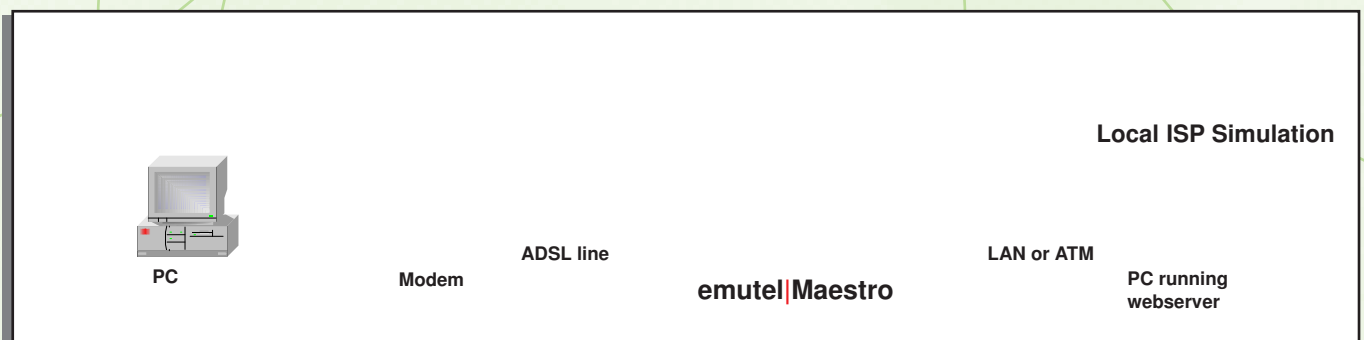 Local ISP Simulation
PC
Modem
ADSL line
emutel|Maestro
LAN or ATM
PC running
webserver